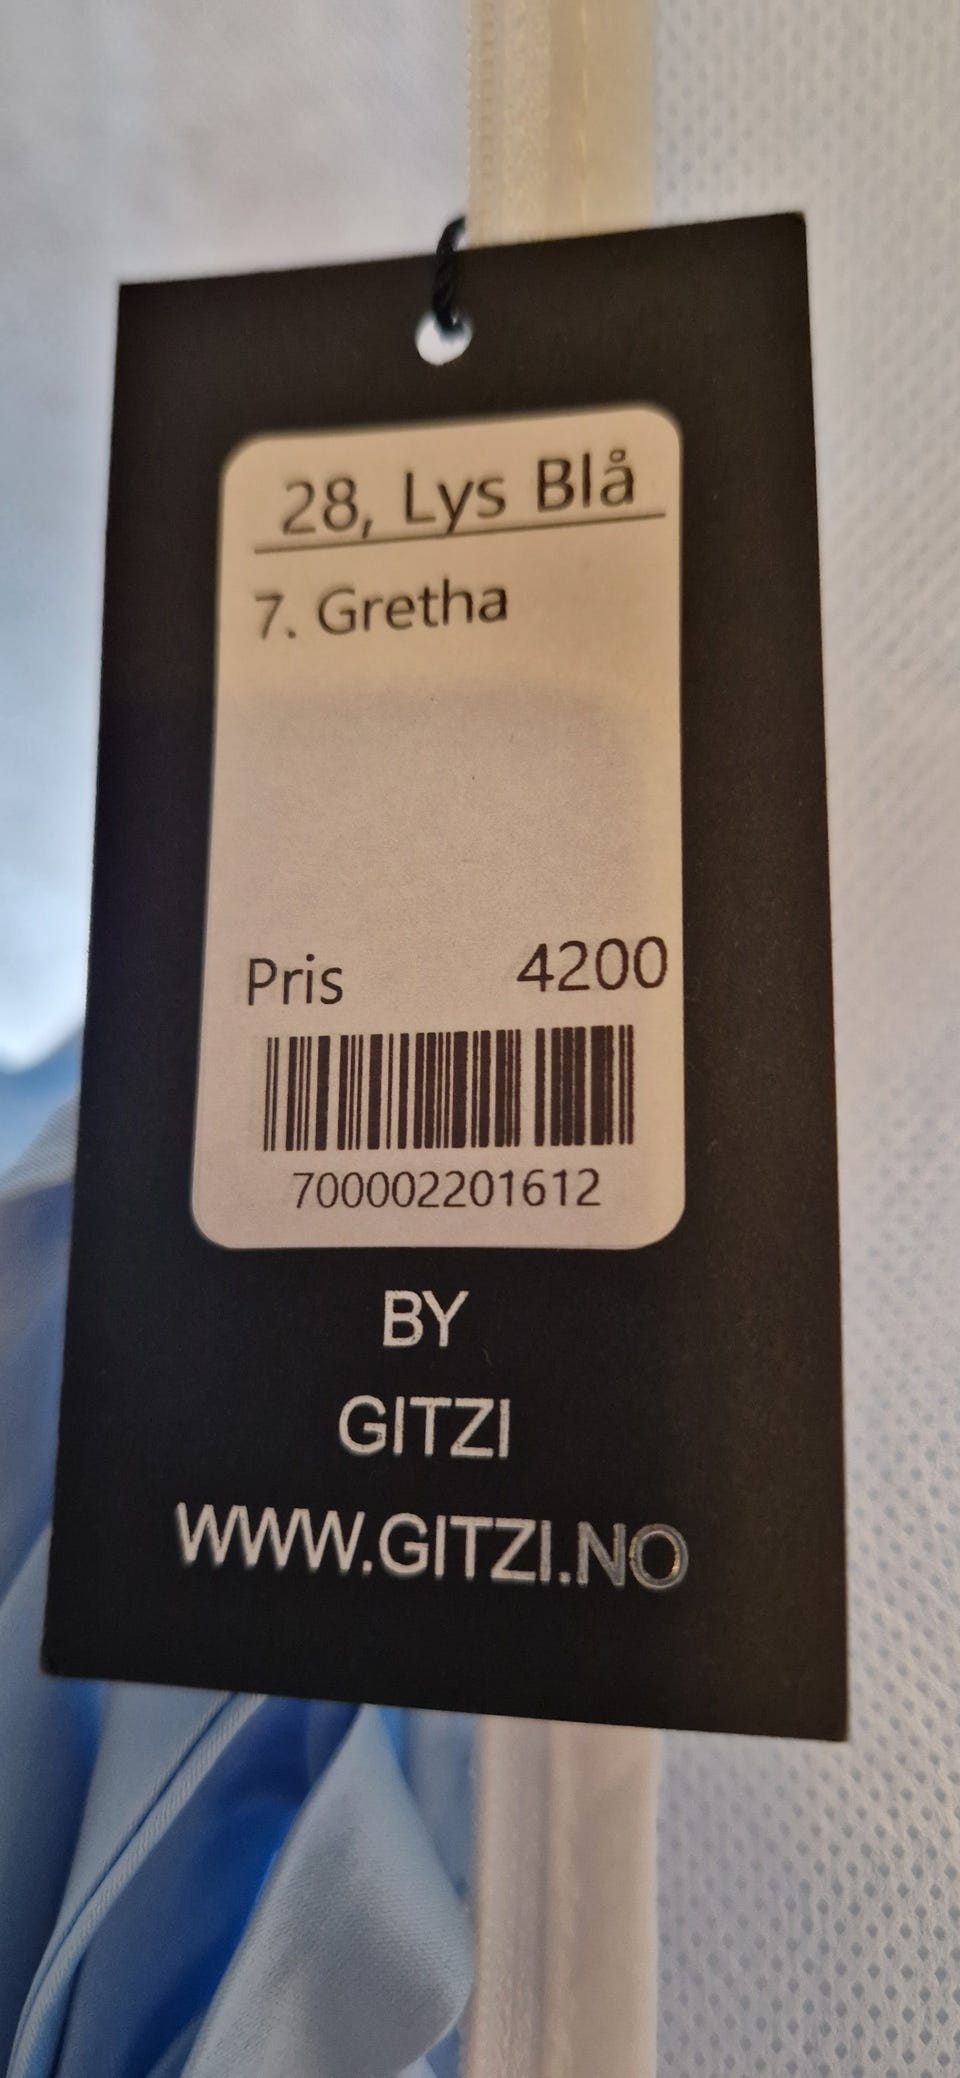 28, Lys Blå
7. Gretha
Pris 4200
700002201612
BY
GITZI
WWW.GITZI.NO